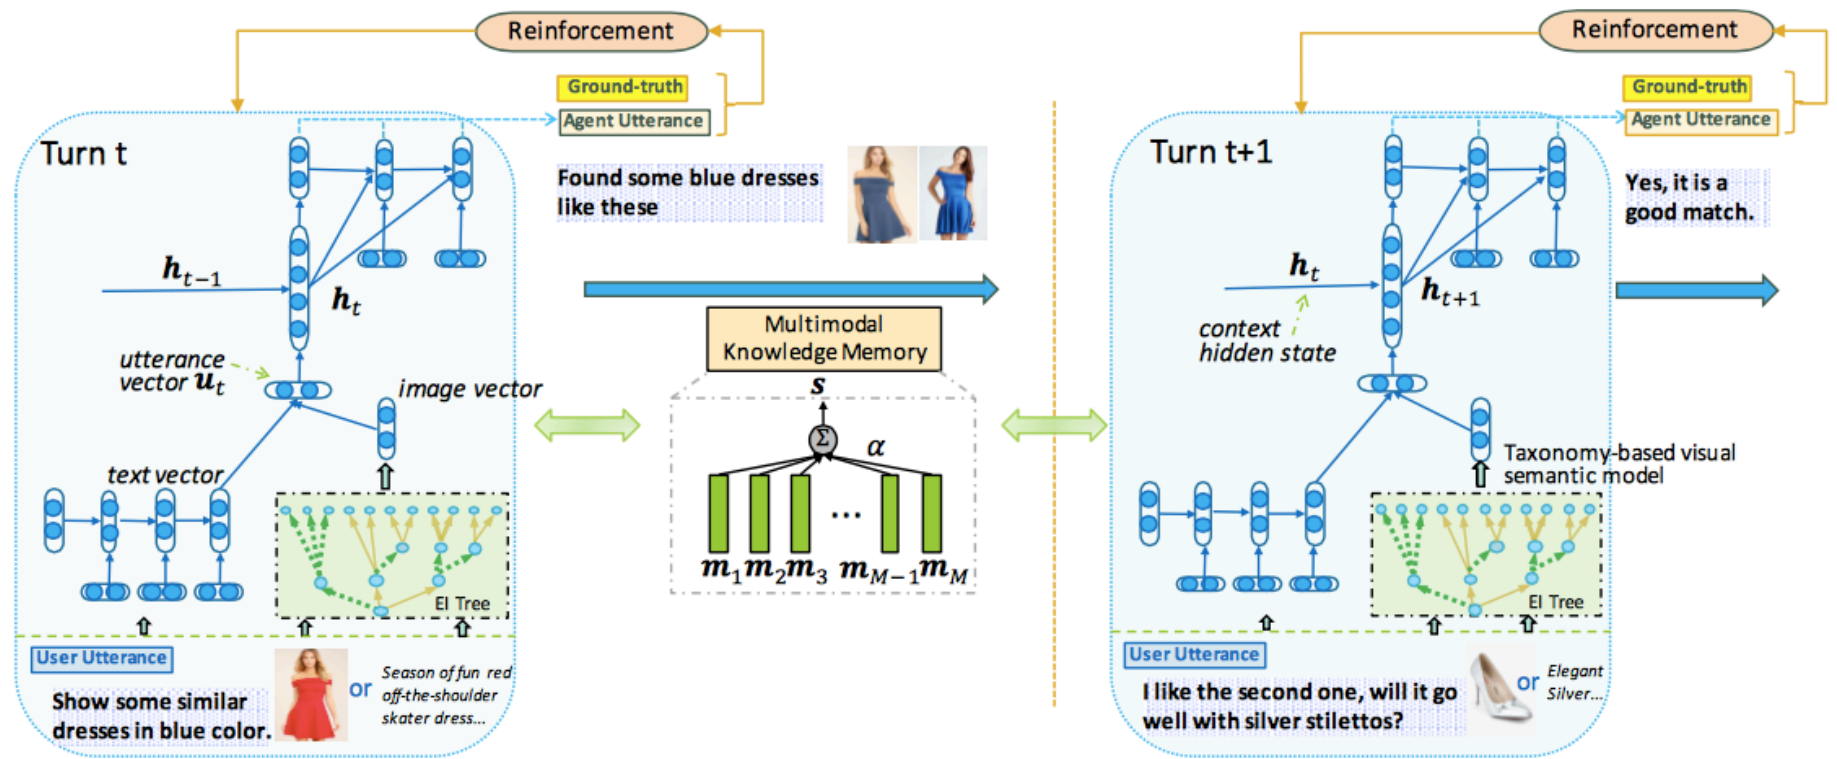 Reinforcement
Ground-truth
Agent Utterance
Turn t
Found some blue dresses
like these
h_{t-1}
h_t
utterance
vector u_t
image vector
text vector
EI Tree
User Utterance
Show some similar
dresses in blue color.
or
Season of fun red
off-the-shoulder
skater dress...
Multimodal
Knowledge Memory
s
Σ
α
...
m_1 m_2 m_3 m_{M-1} m_M
Reinforcement
Ground-truth
Agent Utterance
Turn t+1
Yes, it is a
good match.
h_t
h_{t+1}
context
hidden state
Taxonomy-based visual
semantic model
EI Tree
User Utterance
I like the second one, will it go
well with silver stilettos?
or
Elegant
Silver...